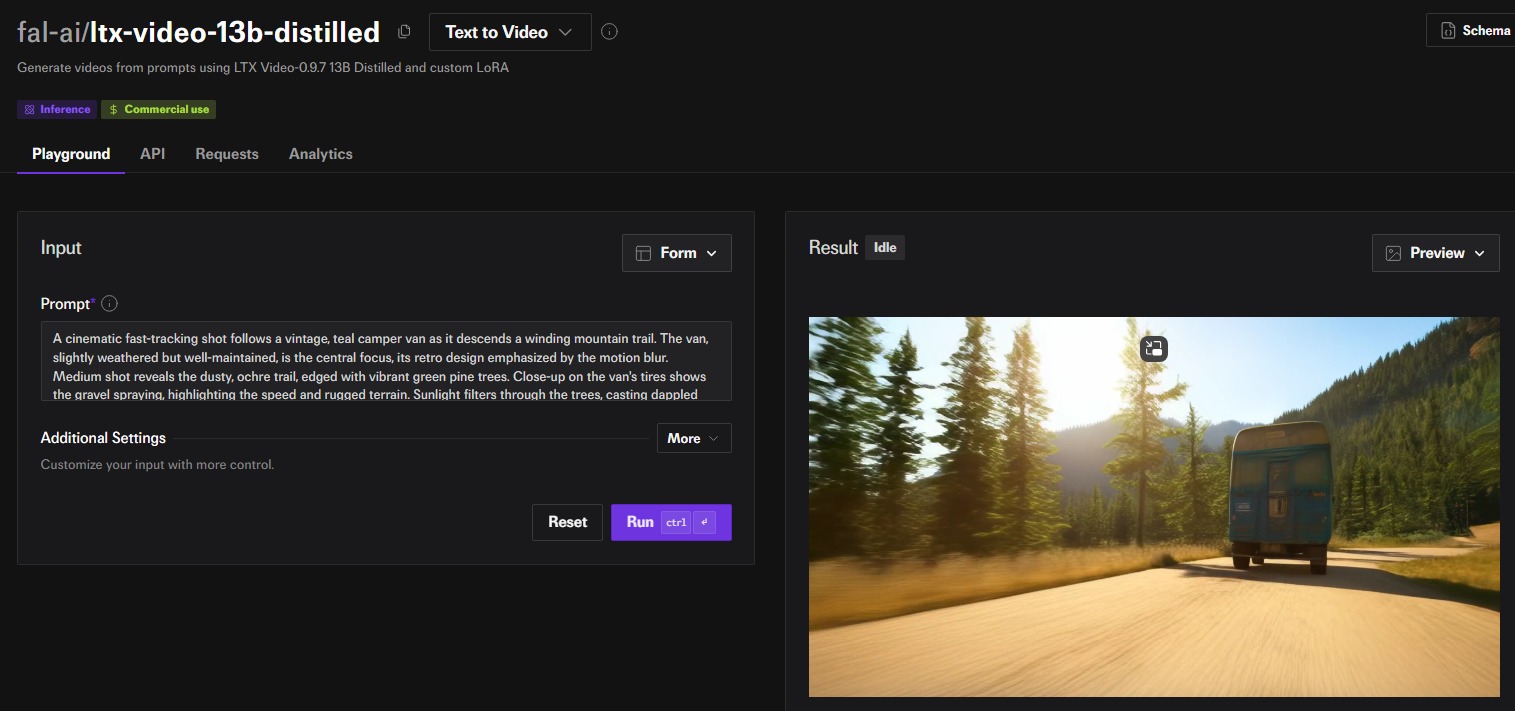 fal-ai/ltx-video-13b-distilled Text to Video Schema
Generate videos from prompts using LTX Video-0.9.7 13B Distilled and custom LoRA
Inference $ Commercial use
Playground API Requests Analytics
Input
Form
Prompt*
A cinematic fast-tracking shot follows a vintage, teal camper van as it descends a winding mountain trail. The van,
slightly weathered but well-maintained, is the central focus, its retro design emphasized by the motion blur.
Medium shot reveals the dusty, ochre trail, edged with vibrant green pine trees. Close-up on the van's tires shows
the gravel spraying, highlighting the speed and rugged terrain. Sunlight filters through the trees, casting dappled
Additional Settings
More
Customize your input with more control.
Reset
Run ctrl ↲
Result Idle
Preview